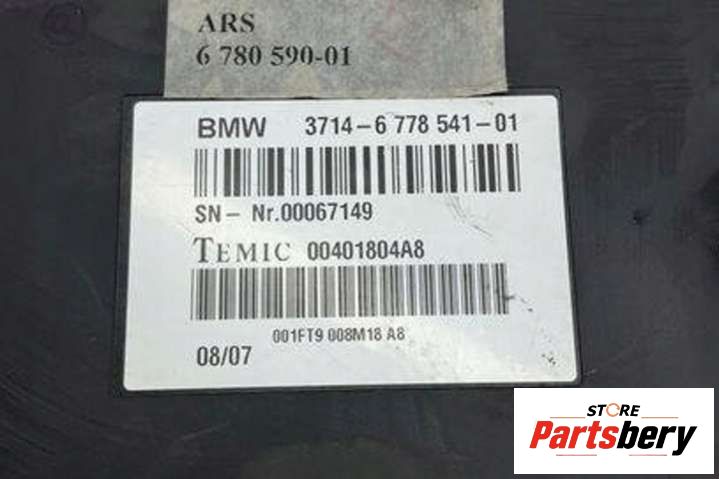 ARS
6 780 590-01
BMW 3714-6 778 541-01
SN- Nr.00067149
TEMIC 00401804A8
001FT9 008M18 A8
08/07
STORE
Partsbery